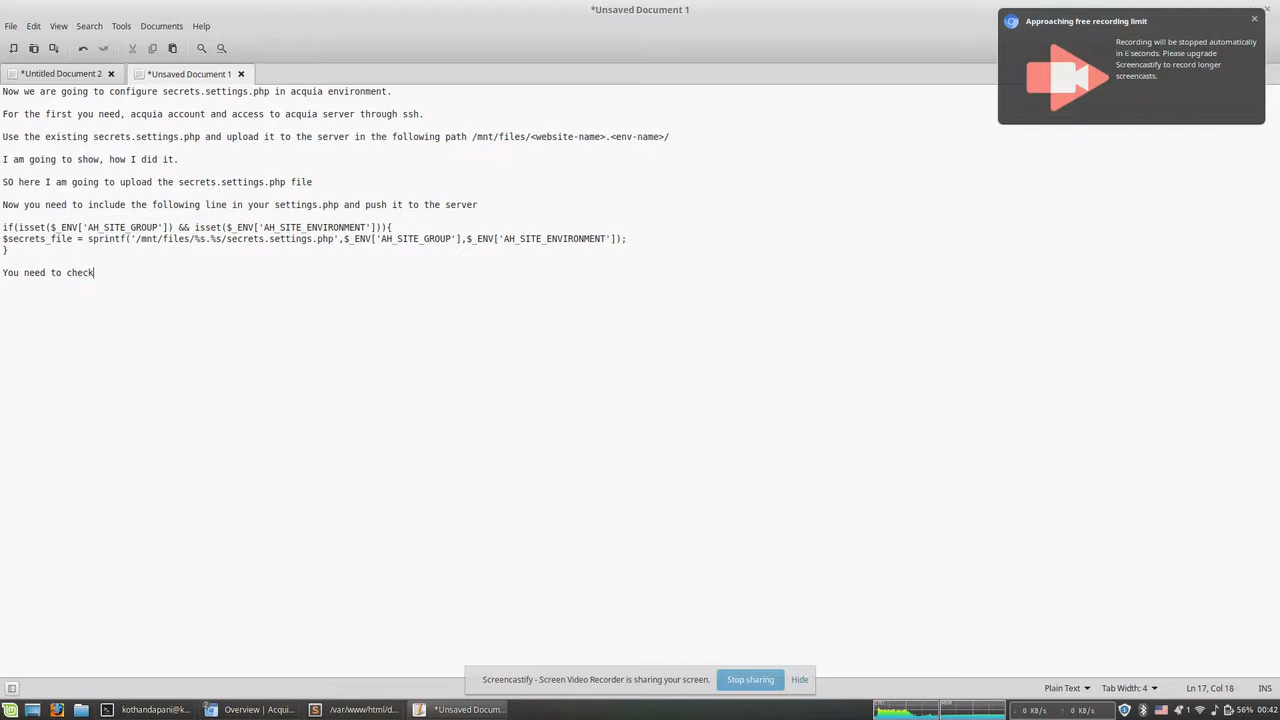 *Unsaved Document 1
File Edit View Search Tools Documents Help
*Untitled Document 2
*Unsaved Document 1
Now we are going to configure secrets.settings.php in acquia environment.
For the first you need, acquia account and access to acquia server through ssh.
Use the existing secrets.settings.php and upload it to the server in the following path /mnt/files/<website-name>.<env-name>/
I am going to show, how I did it.
SO here I am going to upload the secrets.settings.php file
Now you need to include the following line in your settings.php and push it to the server
if(isset($_ENV['AH_SITE_GROUP']) && isset($_ENV['AH_SITE_ENVIRONMENT'])){
$secrets_file = sprintf('/mnt/files/%s.%s/secrets.settings.php',$_ENV['AH_SITE_GROUP'],$_ENV['AH_SITE_ENVIRONMENT']);
}
You need to check
Approaching free recording limit
Recording will be stopped automatically
in 8 seconds. Please upgrade
Screencastify to record longer
screencasts.
Screencastify - Screen Video Recorder is sharing your screen.
Stop sharing
Hide
Plain Text
Tab Width: 4
Ln 17, Col 18
INS
kothandapani@k...
Overview | Acqui...
/var/www/html/d...
*Unsaved Docum...
CPU
MEM
0 KB/s
0 KB/s
1
56%
00:42